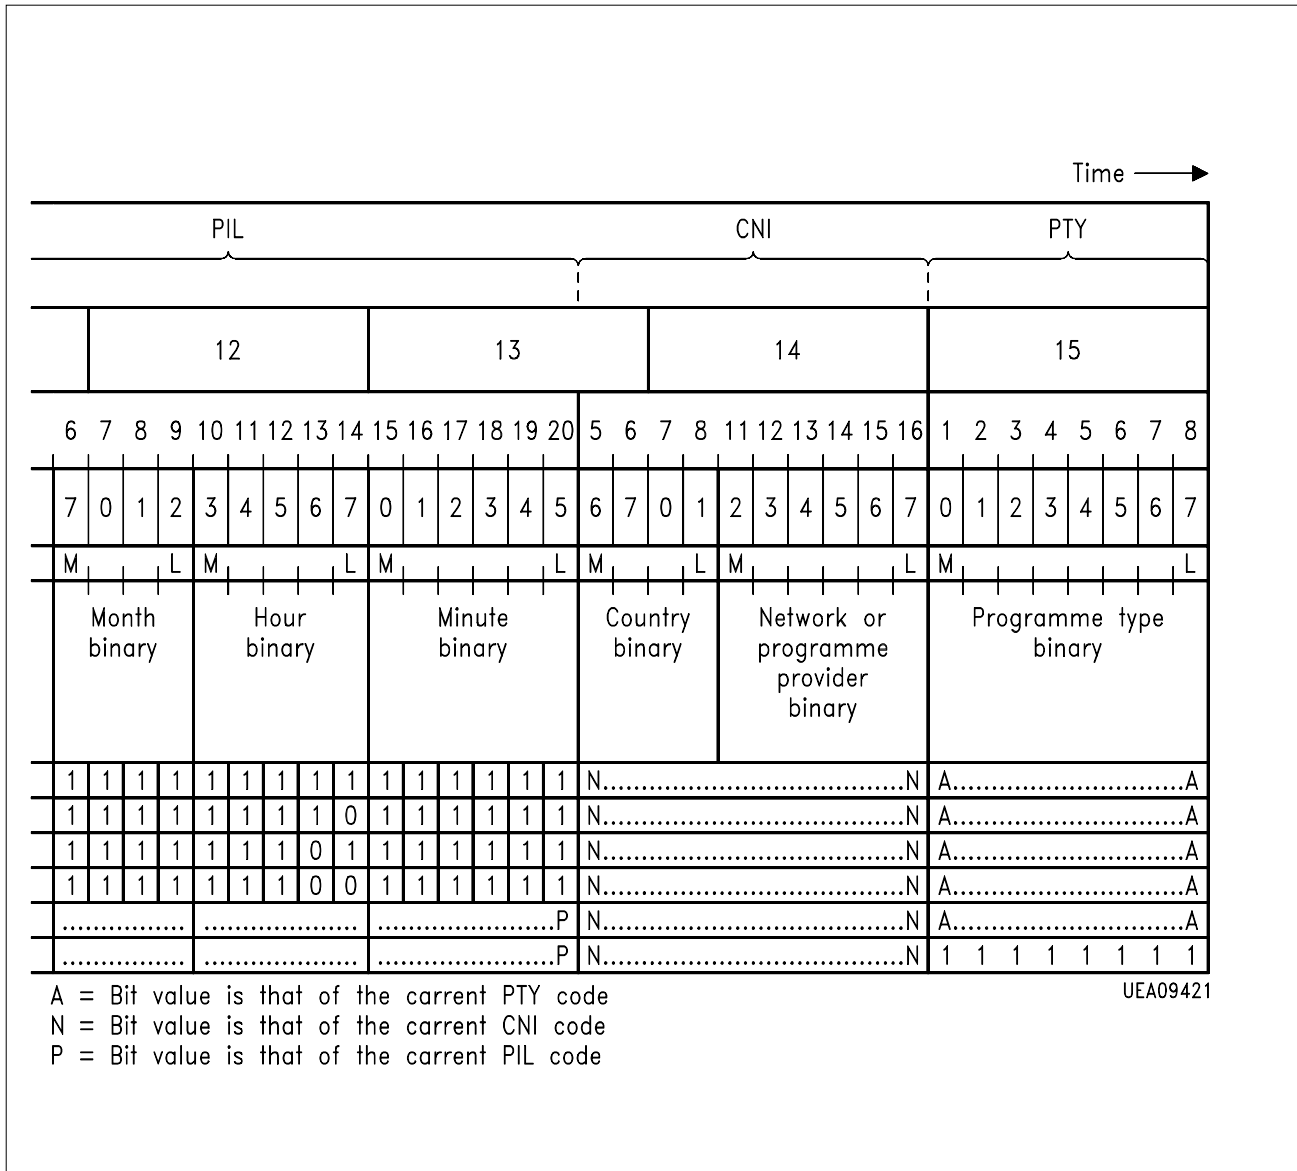 Time
PIL CNI PTY
12 13 14 15
6 7 8 9 10 11 12 13 14 15 16 17 18 19 20 5 6 7 8 11 12 13 14 15 16 1 2 3 4 5 6 7 8
7 0 1 2 3 4 5 6 7 0 1 2 3 4 5 6 7 0 1 2 3 4 5 6 7 0 1 2 3 4 5 6 7
M L M L M L M L M L M L
Month Hour Minute Country Network or Programme type
binary binary binary binary programme binary
provider
binary
1 1 1 1 1 1 1 1 1 1 1 1 1 1 1 N..............................N A........................A
1 1 1 1 1 1 1 1 0 1 1 1 1 1 1 N..............................N A........................A
1 1 1 1 1 1 1 0 1 1 1 1 1 1 1 N..............................N A........................A
1 1 1 1 1 1 1 0 0 1 1 1 1 1 1 N..............................N A........................A
............... ................... ......................P N..............................N A........................A
............... ................... ......................P N..............................N 1 1 1 1 1 1 1 1
A = Bit value is that of the carrent PTY code
N = Bit value is that of the carrent CNI code
P = Bit value is that of the carrent PIL code
UEA09421